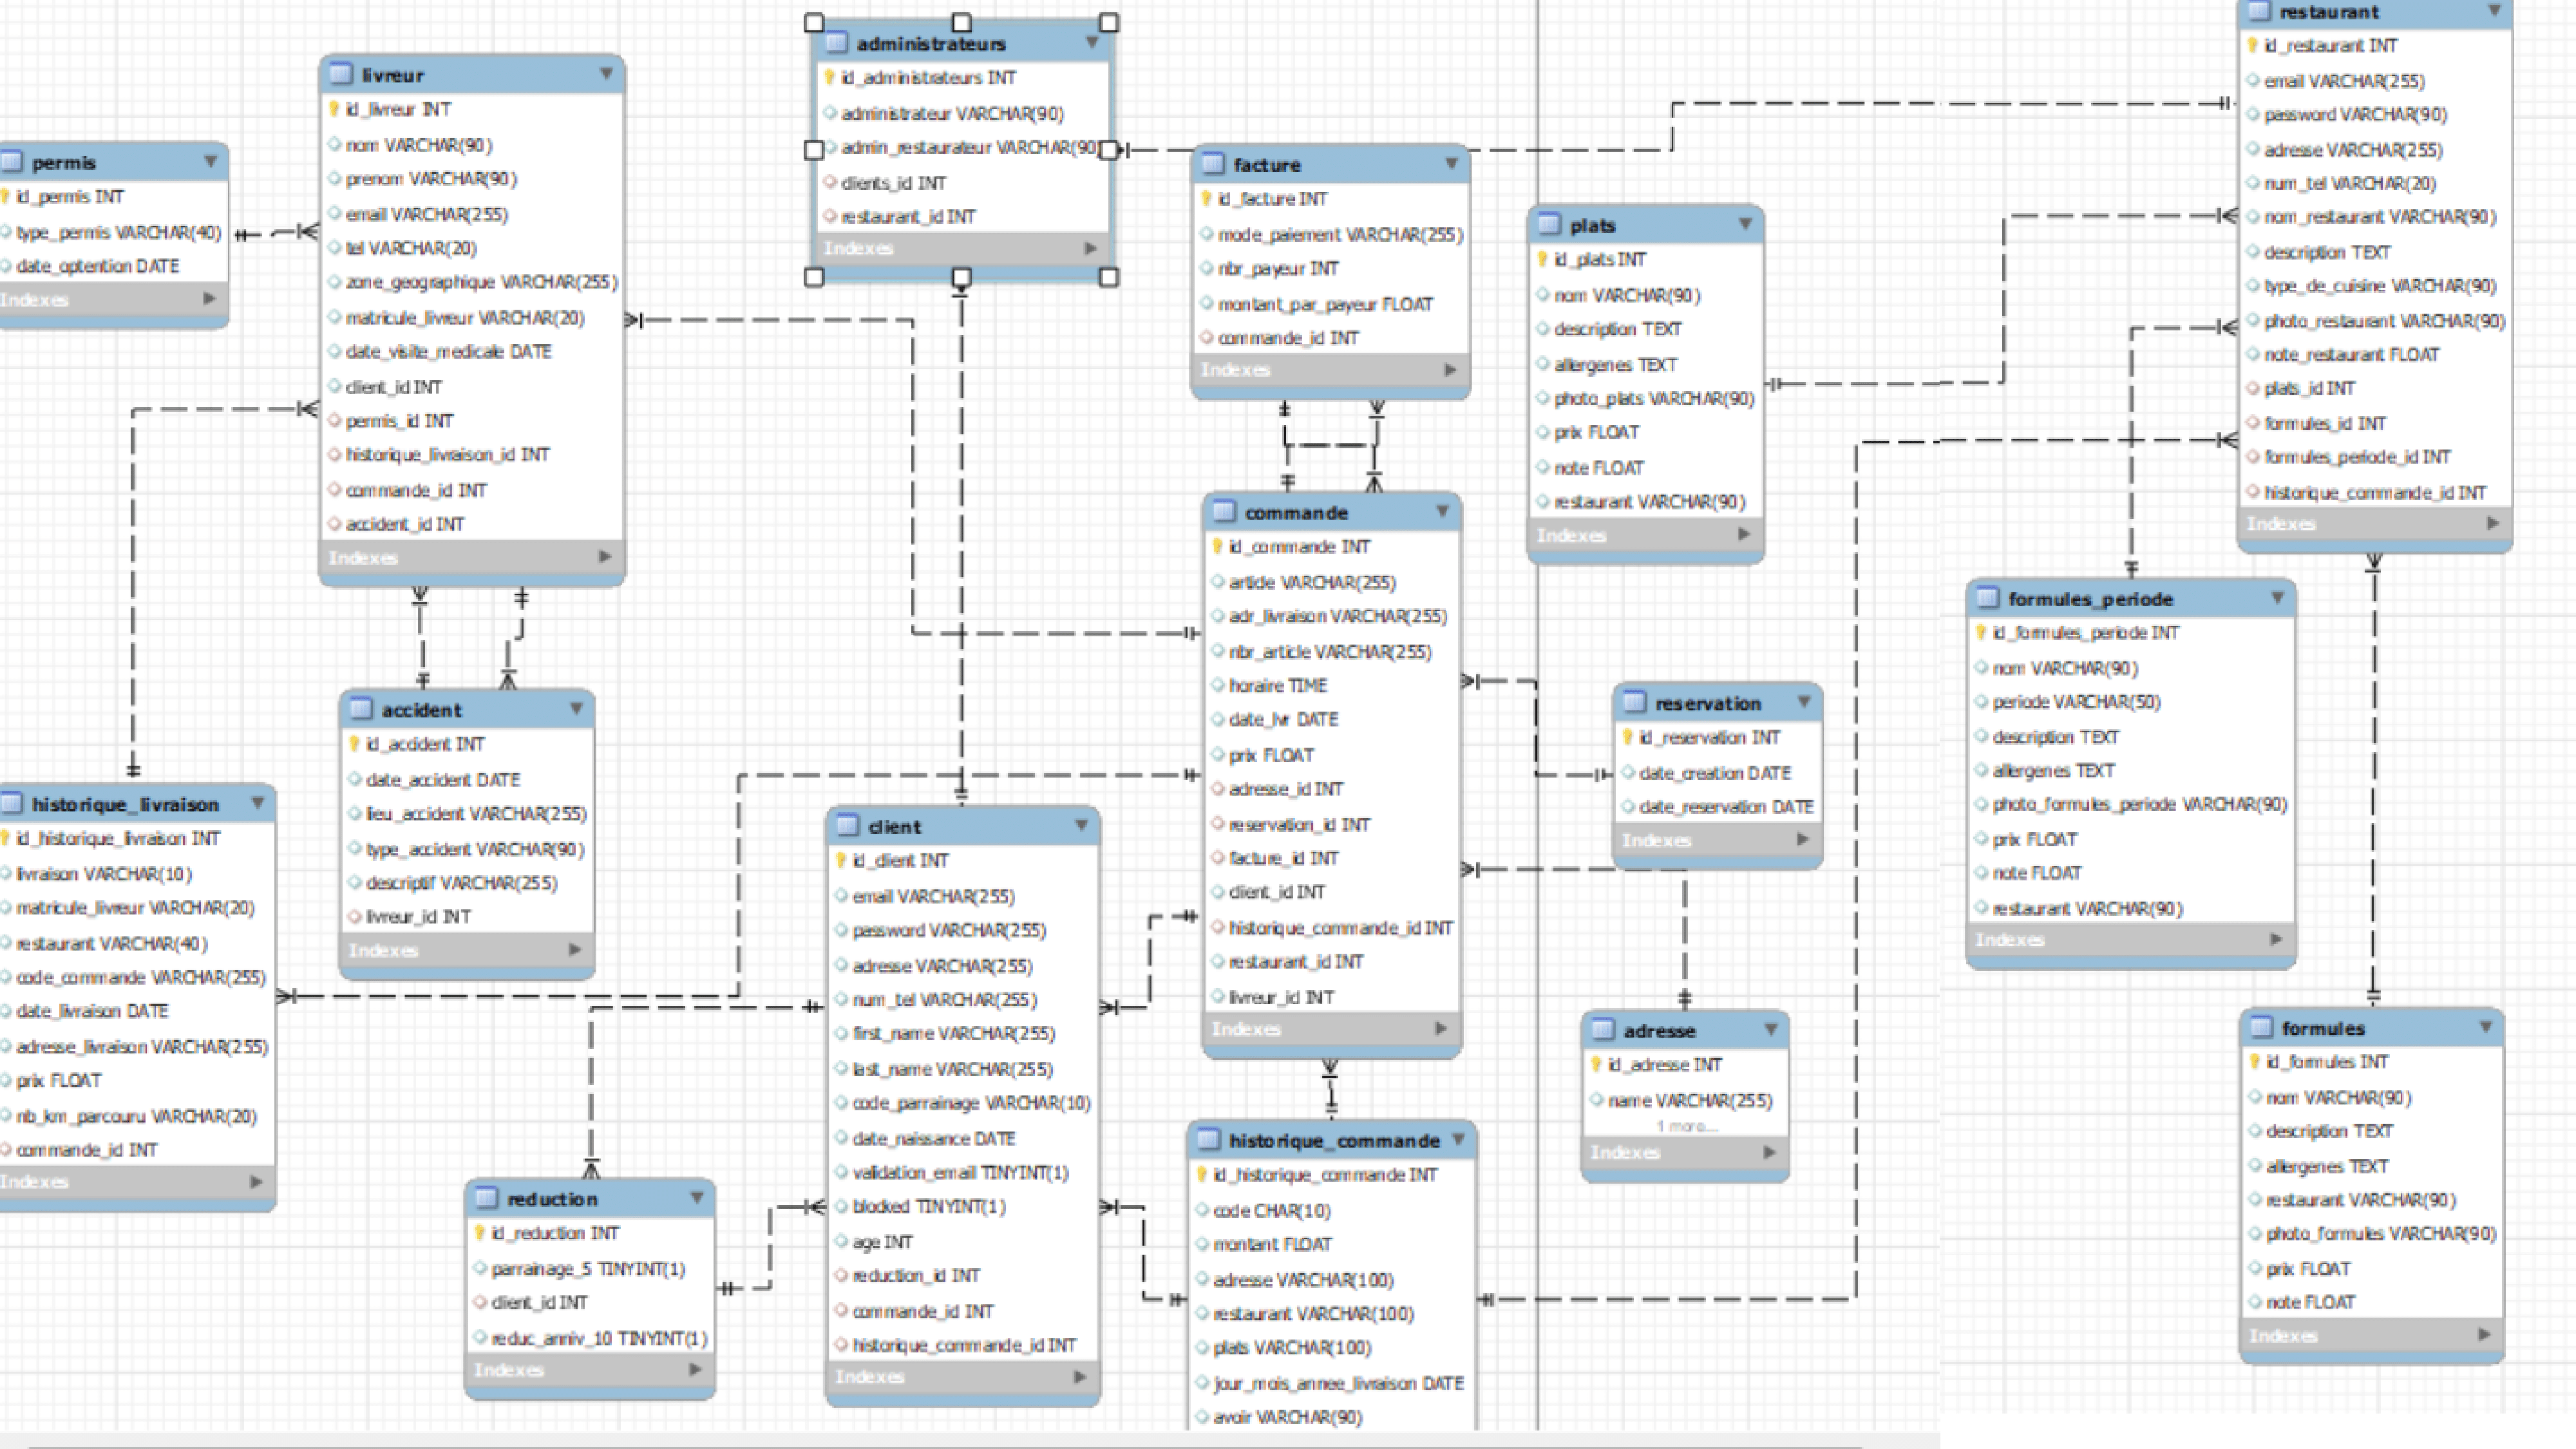 permis
id_permis INT
type_permis VARCHAR(40)
date_optention DATE
Indexes
livreur
id_livreur INT
nom VARCHAR(90)
prenom VARCHAR(90)
email VARCHAR(255)
tel VARCHAR(20)
zone_geographique VARCHAR(255)
matricule_livreur VARCHAR(20)
date_visite_medicale DATE
client_id INT
permis_id INT
historique_livraison_id INT
commande_id INT
accident_id INT
Indexes
administrateurs
id_administrateurs INT
administrateur VARCHAR(90)
admin_restaurateur VARCHAR(90)
clients_id INT
restaurant_id INT
Indexes
facture
id_facture INT
mode_paiement VARCHAR(255)
nbr_payeur INT
montant_par_payeur FLOAT
commande_id INT
Indexes
plats
id_plats INT
nom VARCHAR(90)
description TEXT
allergenes TEXT
photo_plats VARCHAR(90)
prix FLOAT
note FLOAT
restaurant VARCHAR(90)
Indexes
restaurant
id_restaurant INT
email VARCHAR(255)
password VARCHAR(90)
adresse VARCHAR(255)
num_tel VARCHAR(20)
nom_restaurant VARCHAR(90)
description TEXT
type_de_cuisine VARCHAR(90)
photo_restaurant VARCHAR(90)
note_restaurant FLOAT
plats_id INT
formules_id INT
formules_periode_id INT
historique_commande_id INT
Indexes
historique_livraison
id_historique_livraison INT
livraison VARCHAR(10)
matricule_livreur VARCHAR(20)
restaurant VARCHAR(40)
code_commande VARCHAR(255)
date_livraison DATE
adresse_livraison VARCHAR(255)
prix FLOAT
nb_km_parcouru VARCHAR(20)
commande_id INT
Indexes
accident
id_accident INT
date_accident DATE
lieu_accident VARCHAR(255)
type_accident VARCHAR(90)
descriptif VARCHAR(255)
livreur_id INT
Indexes
reduction
id_reduction INT
parrainage_5 TINYINT(1)
client_id INT
reduc_anniv_10 TINYINT(1)
Indexes
client
id_client INT
email VARCHAR(255)
password VARCHAR(255)
adresse VARCHAR(255)
num_tel VARCHAR(255)
first_name VARCHAR(255)
last_name VARCHAR(255)
code_parrainage VARCHAR(10)
date_naissance DATE
validation_email TINYINT(1)
blocked TINYINT(1)
age INT
reduction_id INT
commande_id INT
historique_commande_id INT
Indexes
commande
id_commande INT
article VARCHAR(255)
adr_livraison VARCHAR(255)
nbr_article VARCHAR(255)
horaire TIME
date_lvr DATE
prix FLOAT
adresse_id INT
reservation_id INT
facture_id INT
client_id INT
historique_commande_id INT
restaurant_id INT
livreur_id INT
Indexes
historique_commande
id_historique_commande INT
code CHAR(10)
montant FLOAT
adresse VARCHAR(100)
restaurant VARCHAR(100)
plats VARCHAR(100)
jour_mois_annee_livraison DATE
avoir VARCHAR(90)
reservation
id_reservation INT
date_creation DATE
date_reservation DATE
Indexes
adresse
id_adresse INT
name VARCHAR(255)
1 more...
Indexes
formules_periode
id_formules_periode INT
nom VARCHAR(90)
periode VARCHAR(50)
description TEXT
allergenes TEXT
photo_formules_periode VARCHAR(90)
prix FLOAT
note FLOAT
restaurant VARCHAR(90)
Indexes
formules
id_formules INT
nom VARCHAR(90)
description TEXT
allergenes TEXT
restaurant VARCHAR(90)
photo_formules VARCHAR(90)
prix FLOAT
note FLOAT
Indexes